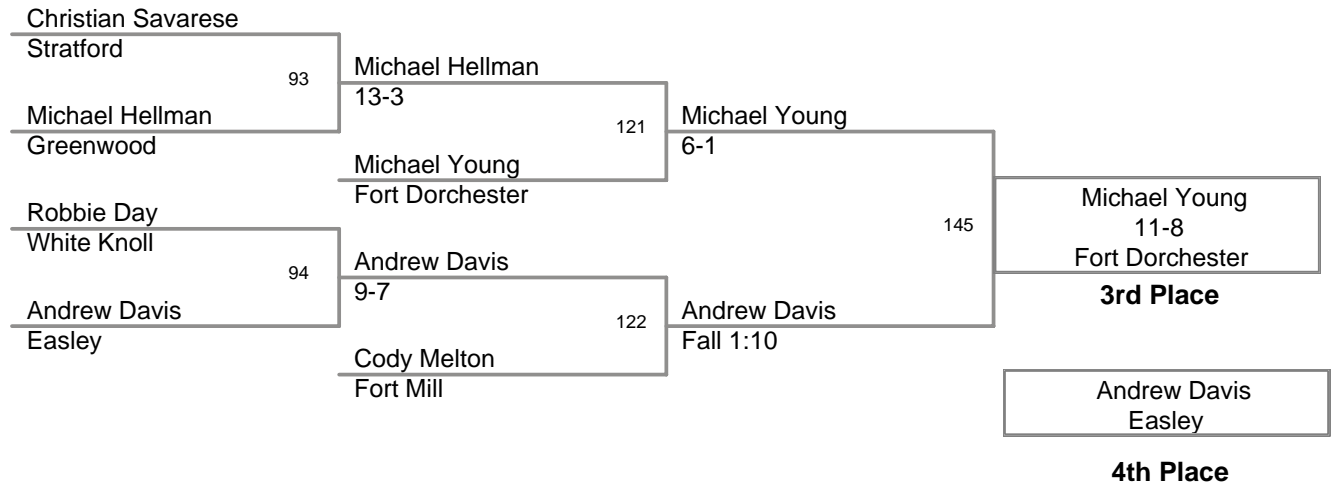 Christian Savarese
Stratford
93
Michael Hellman
13-3
Michael Hellman
Greenwood
121
Michael Young
6-1
Michael Young
Fort Dorchester
Robbie Day
White Knoll
145
Michael Young
11-8
Fort Dorchester
3rd Place
94
Andrew Davis
9-7
Andrew Davis
Easley
122
Andrew Davis
Fall 1:10
Cody Melton
Fort Mill
Andrew Davis
Easley
4th Place